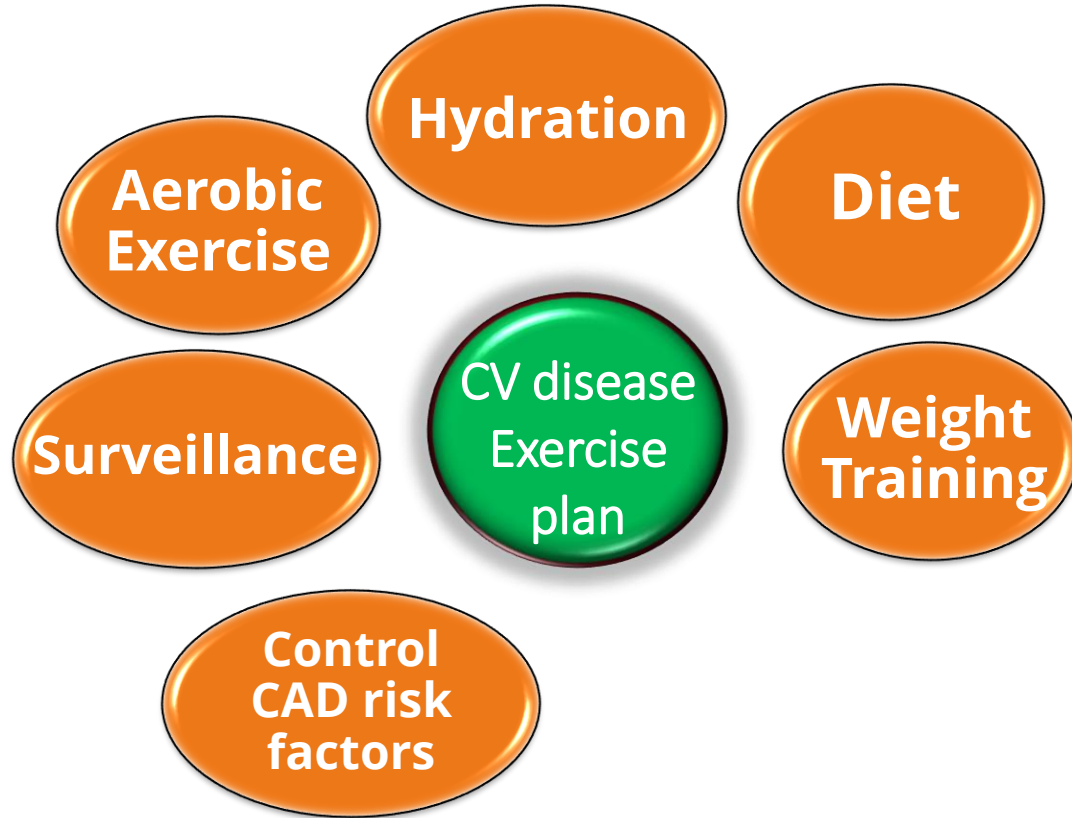 Hydration
Diet
Aerobic
Exercise
CV disease
Exercise
plan
Weight
Training
Surveillance
Control
CAD risk
factors